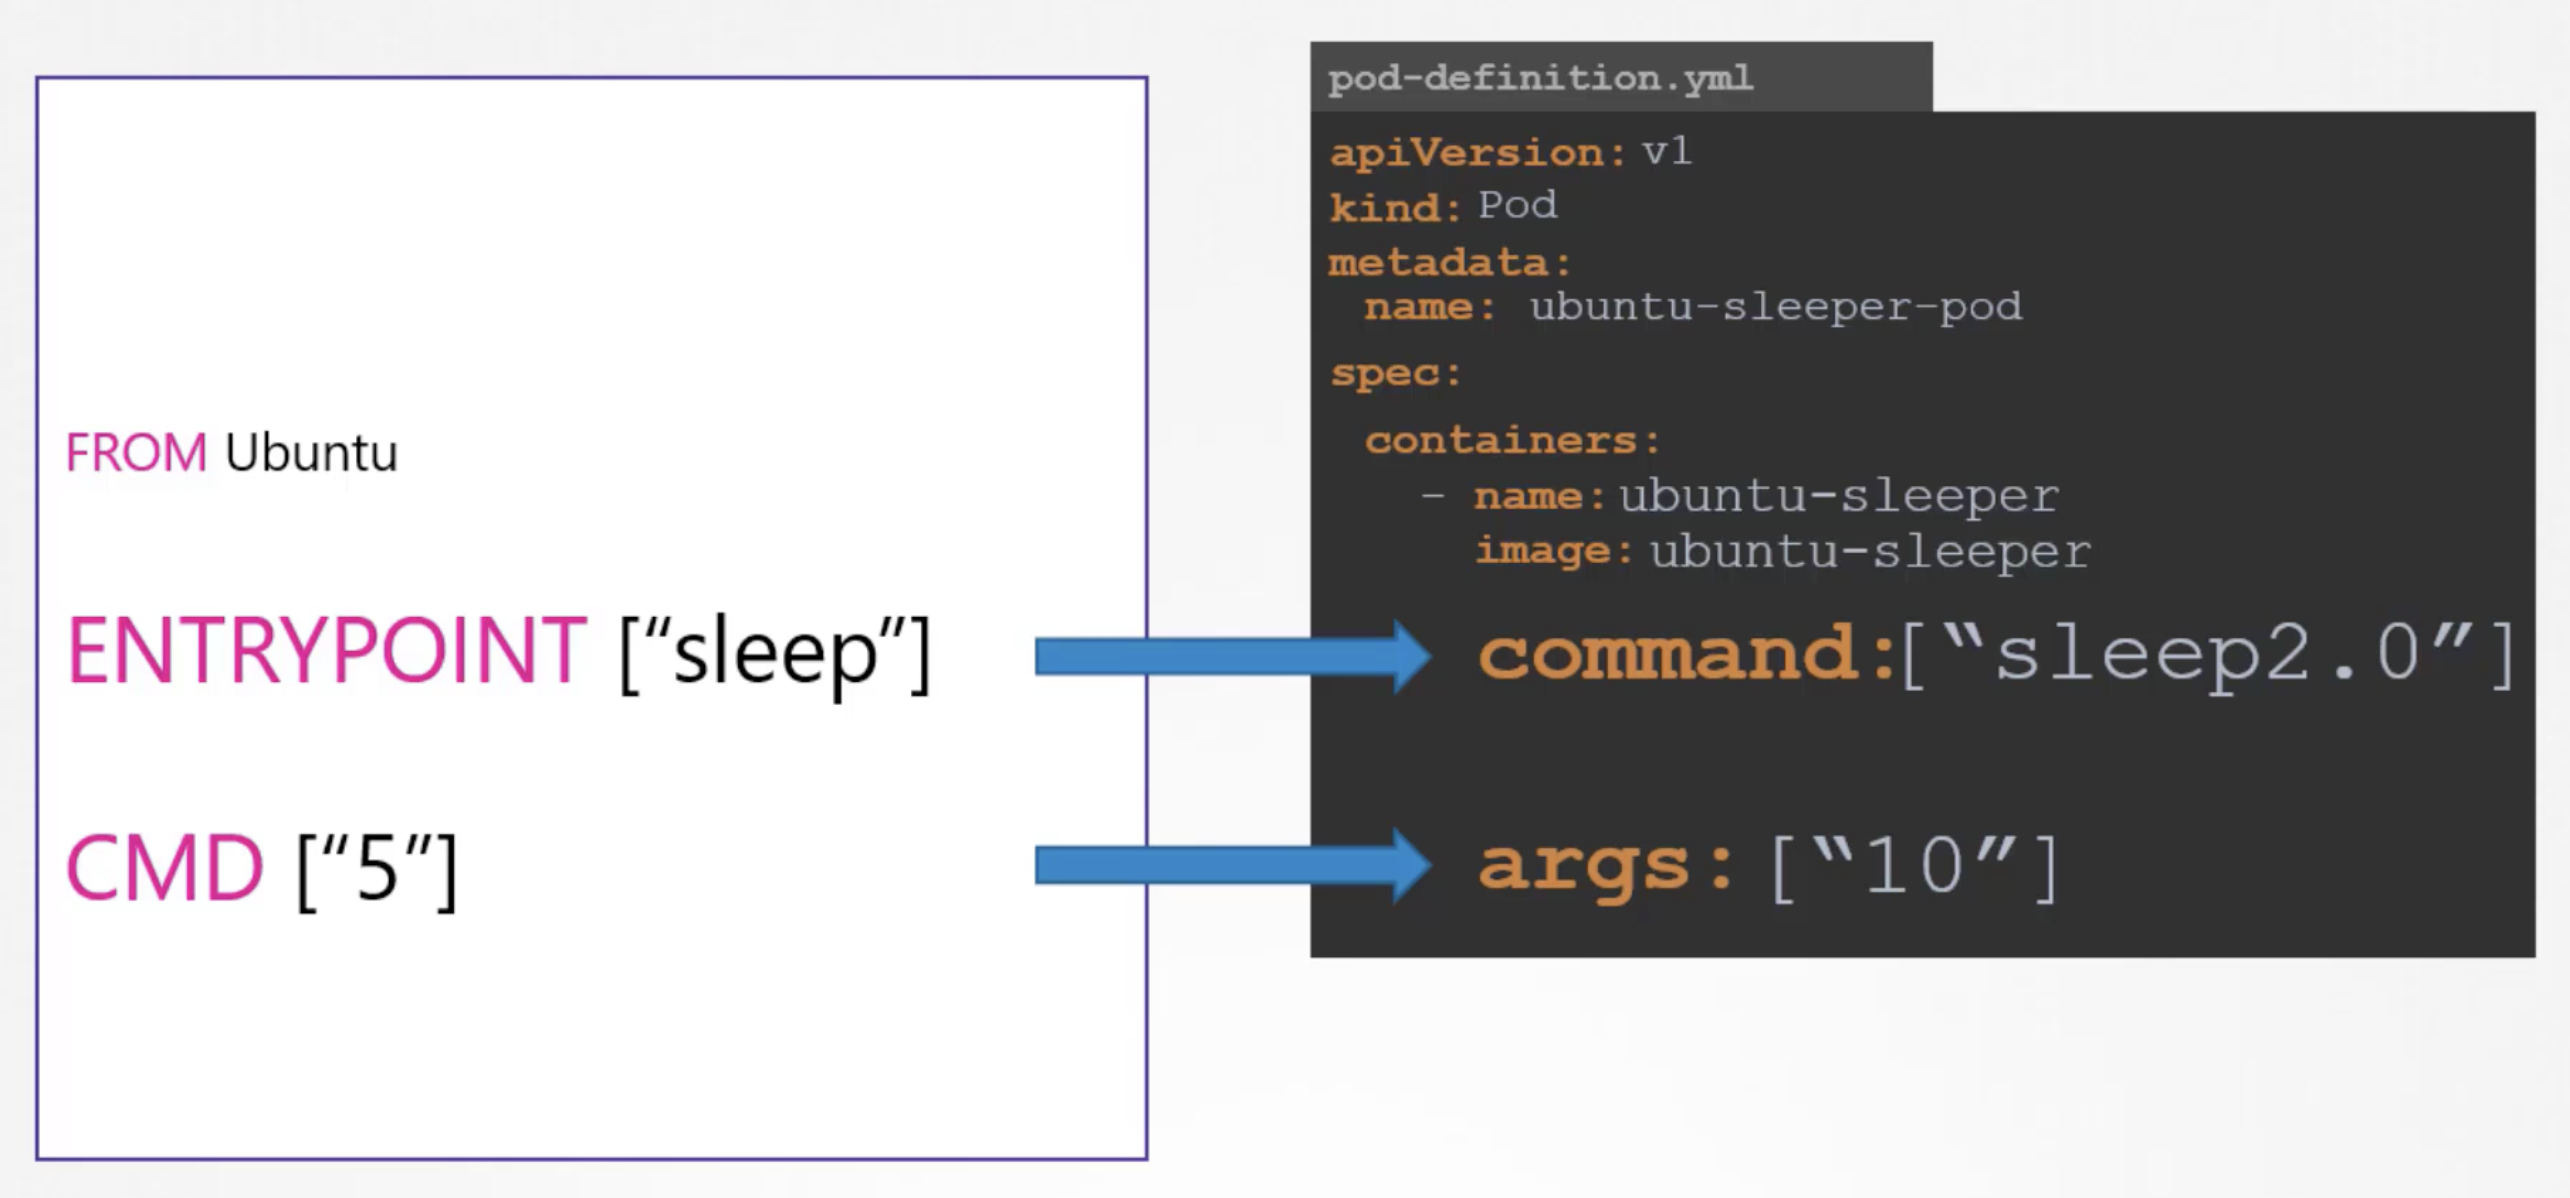 FROM Ubuntu
ENTRYPOINT [“sleep”]
CMD [“5”]
pod-definition.yml
apiVersion: v1
kind: Pod
metadata:
name: ubuntu-sleeper-pod
spec:
containers:
- name: ubuntu-sleeper
image: ubuntu-sleeper
command:[“sleep2.0”]
args: [“10”]